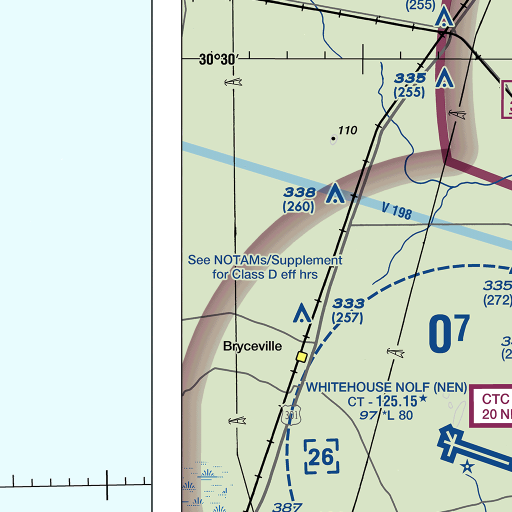 (255)
30°30'
335
(255)
110
338
(260)
V 198
See NOTAMs/Supplement
for Class D eff hrs
335
(272)
333
(257)
0⁷
Bryceville
WHITEHOUSE NOLF (NEN)
CT - 125.15*
97 *L 80
CTC
20 N
301
[26]
387